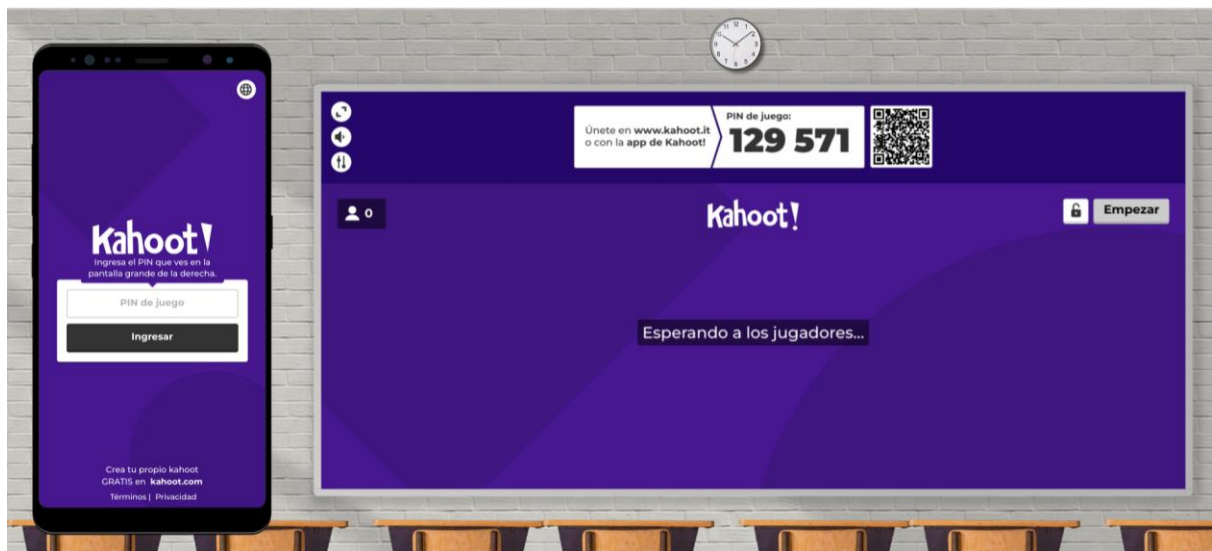 Kahoot!
Ingresa el PIN que ves en la
pantalla grande de la derecha.
PIN de juego
Ingresar
Crea tu propio kahoot
GRATIS en kahoot.com
Términos | Privacidad
Únete en www.kahoot.it
o con la app de Kahoot!
PIN de juego:
129 571
0
Kahoot!
Empezar
Esperando a los jugadores...